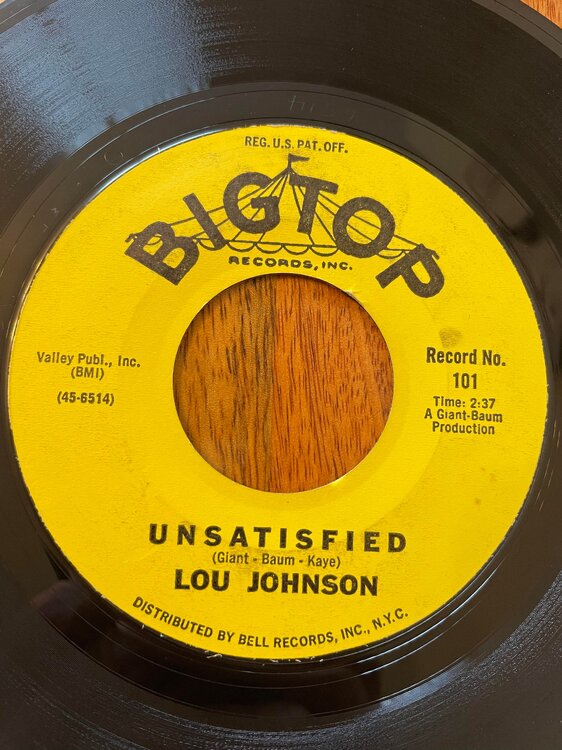 REG. U.S. PAT. OFF.
BIGTOP
RECORDS, INC.
Valley Publ., Inc.
(BMI)
(45-6514)
Record No.
101
Time: 2:37
A Giant-Baum
Production
UNSATISFIED
(Giant - Baum - Kaye)
LOU JOHNSON
DISTRIBUTED BY BELL RECORDS, INC., N.Y.C.